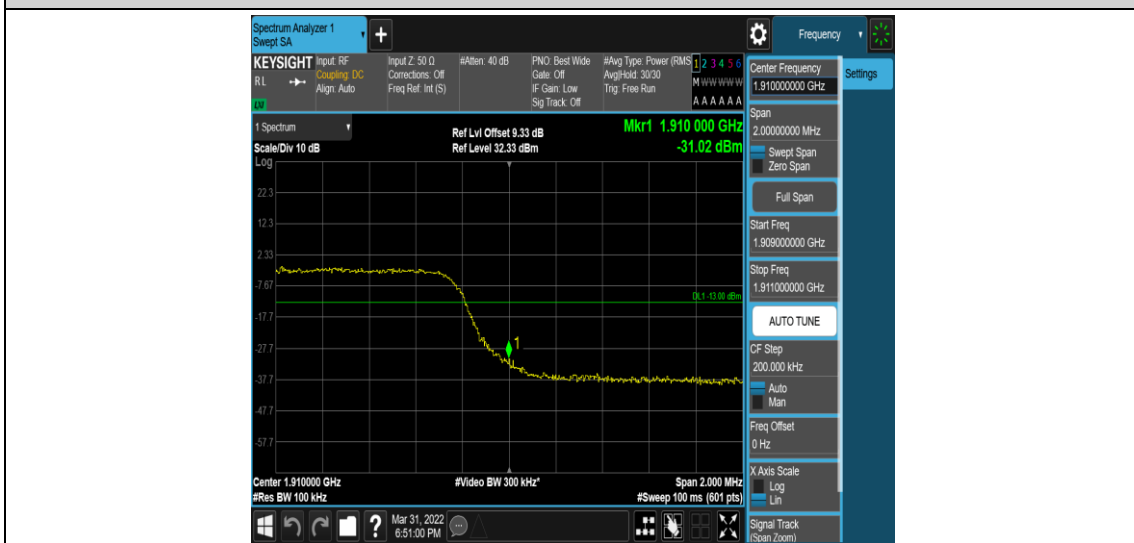 Spectrum Analyzer 1
Swept SA
Frequency
KEYSIGHT
RL
Input: RF
Coupling: DC
Align: Auto
Input Z: 50 Ω
Corrections: Off
Freq Ref: Int (S)
#Atten: 40 dB
PNO: Best Wide
Gate: Off
IF Gain: Low
Sig Track: Off
#Avg Type: Power (RMS
Avg|Hold: 30/30
Trig: Free Run
1 2 3 4 5 6
M W W W W W
A A A A A A
1 Spectrum
Scale/Div 10 dB
Ref Lvl Offset 9.33 dB
Ref Level 32.33 dBm
Mkr1 1.910 000 GHz
-31.02 dBm
Log
22.3
12.3
2.33
-7.67
-17.7
-27.7
-37.7
-47.7
-57.7
DL1 -13.00 dBm
1
Center 1.910000 GHz
#Res BW 100 kHz
#Video BW 300 kHz*
Span 2.000 MHz
#Sweep 100 ms (601 pts)
Mar 31, 2022
6:51:00 PM
Center Frequency
1.910000000 GHz
Settings
Span
2.00000000 MHz
Swept Span
Zero Span
Full Span
Start Freq
1.909000000 GHz
Stop Freq
1.911000000 GHz
AUTO TUNE
CF Step
200.000 kHz
Auto
Man
Freq Offset
0 Hz
X Axis Scale
Log
Lin
Signal Track
(Span Zoom)